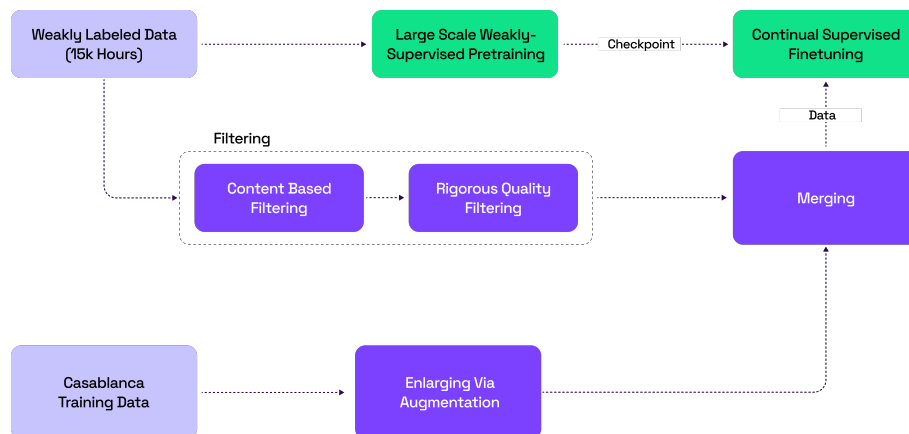 Weakly Labeled Data
(15k Hours)
Large Scale Weakly-
Supervised Pretraining
Checkpoint
Continual Supervised
Finetuning
Data
Filtering
Content Based
Filtering
Rigorous Quality
Filtering
Merging
Casablanca
Training Data
Enlarging Via
Augmentation